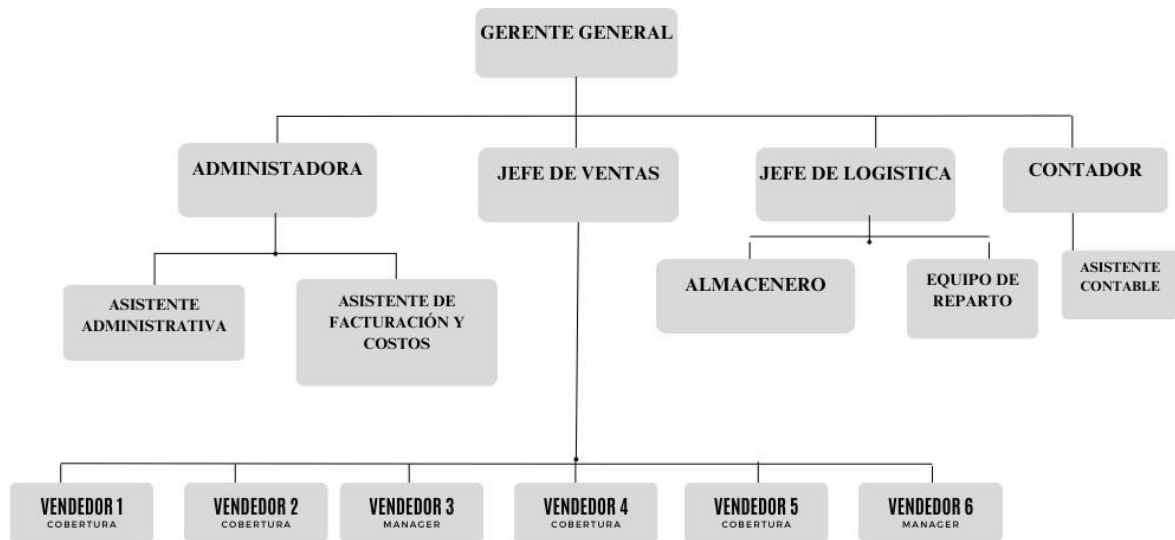 GERENTE GENERAL
ADMINISTADORA
JEFE DE VENTAS
JEFE DE LOGISTICA
CONTADOR
ASISTENTE
ADMINISTRATIVA
ASISTENTE DE
FACTURACIÓN Y
COSTOS
ALMACENERO
EQUIPO DE
REPARTO
ASISTENTE
CONTABLE
VENDEDOR 1
COBERTURA
VENDEDOR 2
COBERTURA
VENDEDOR 3
MANAGER
VENDEDOR 4
COBERTURA
VENDEDOR 5
COBERTURA
VENDEDOR 6
MANAGER